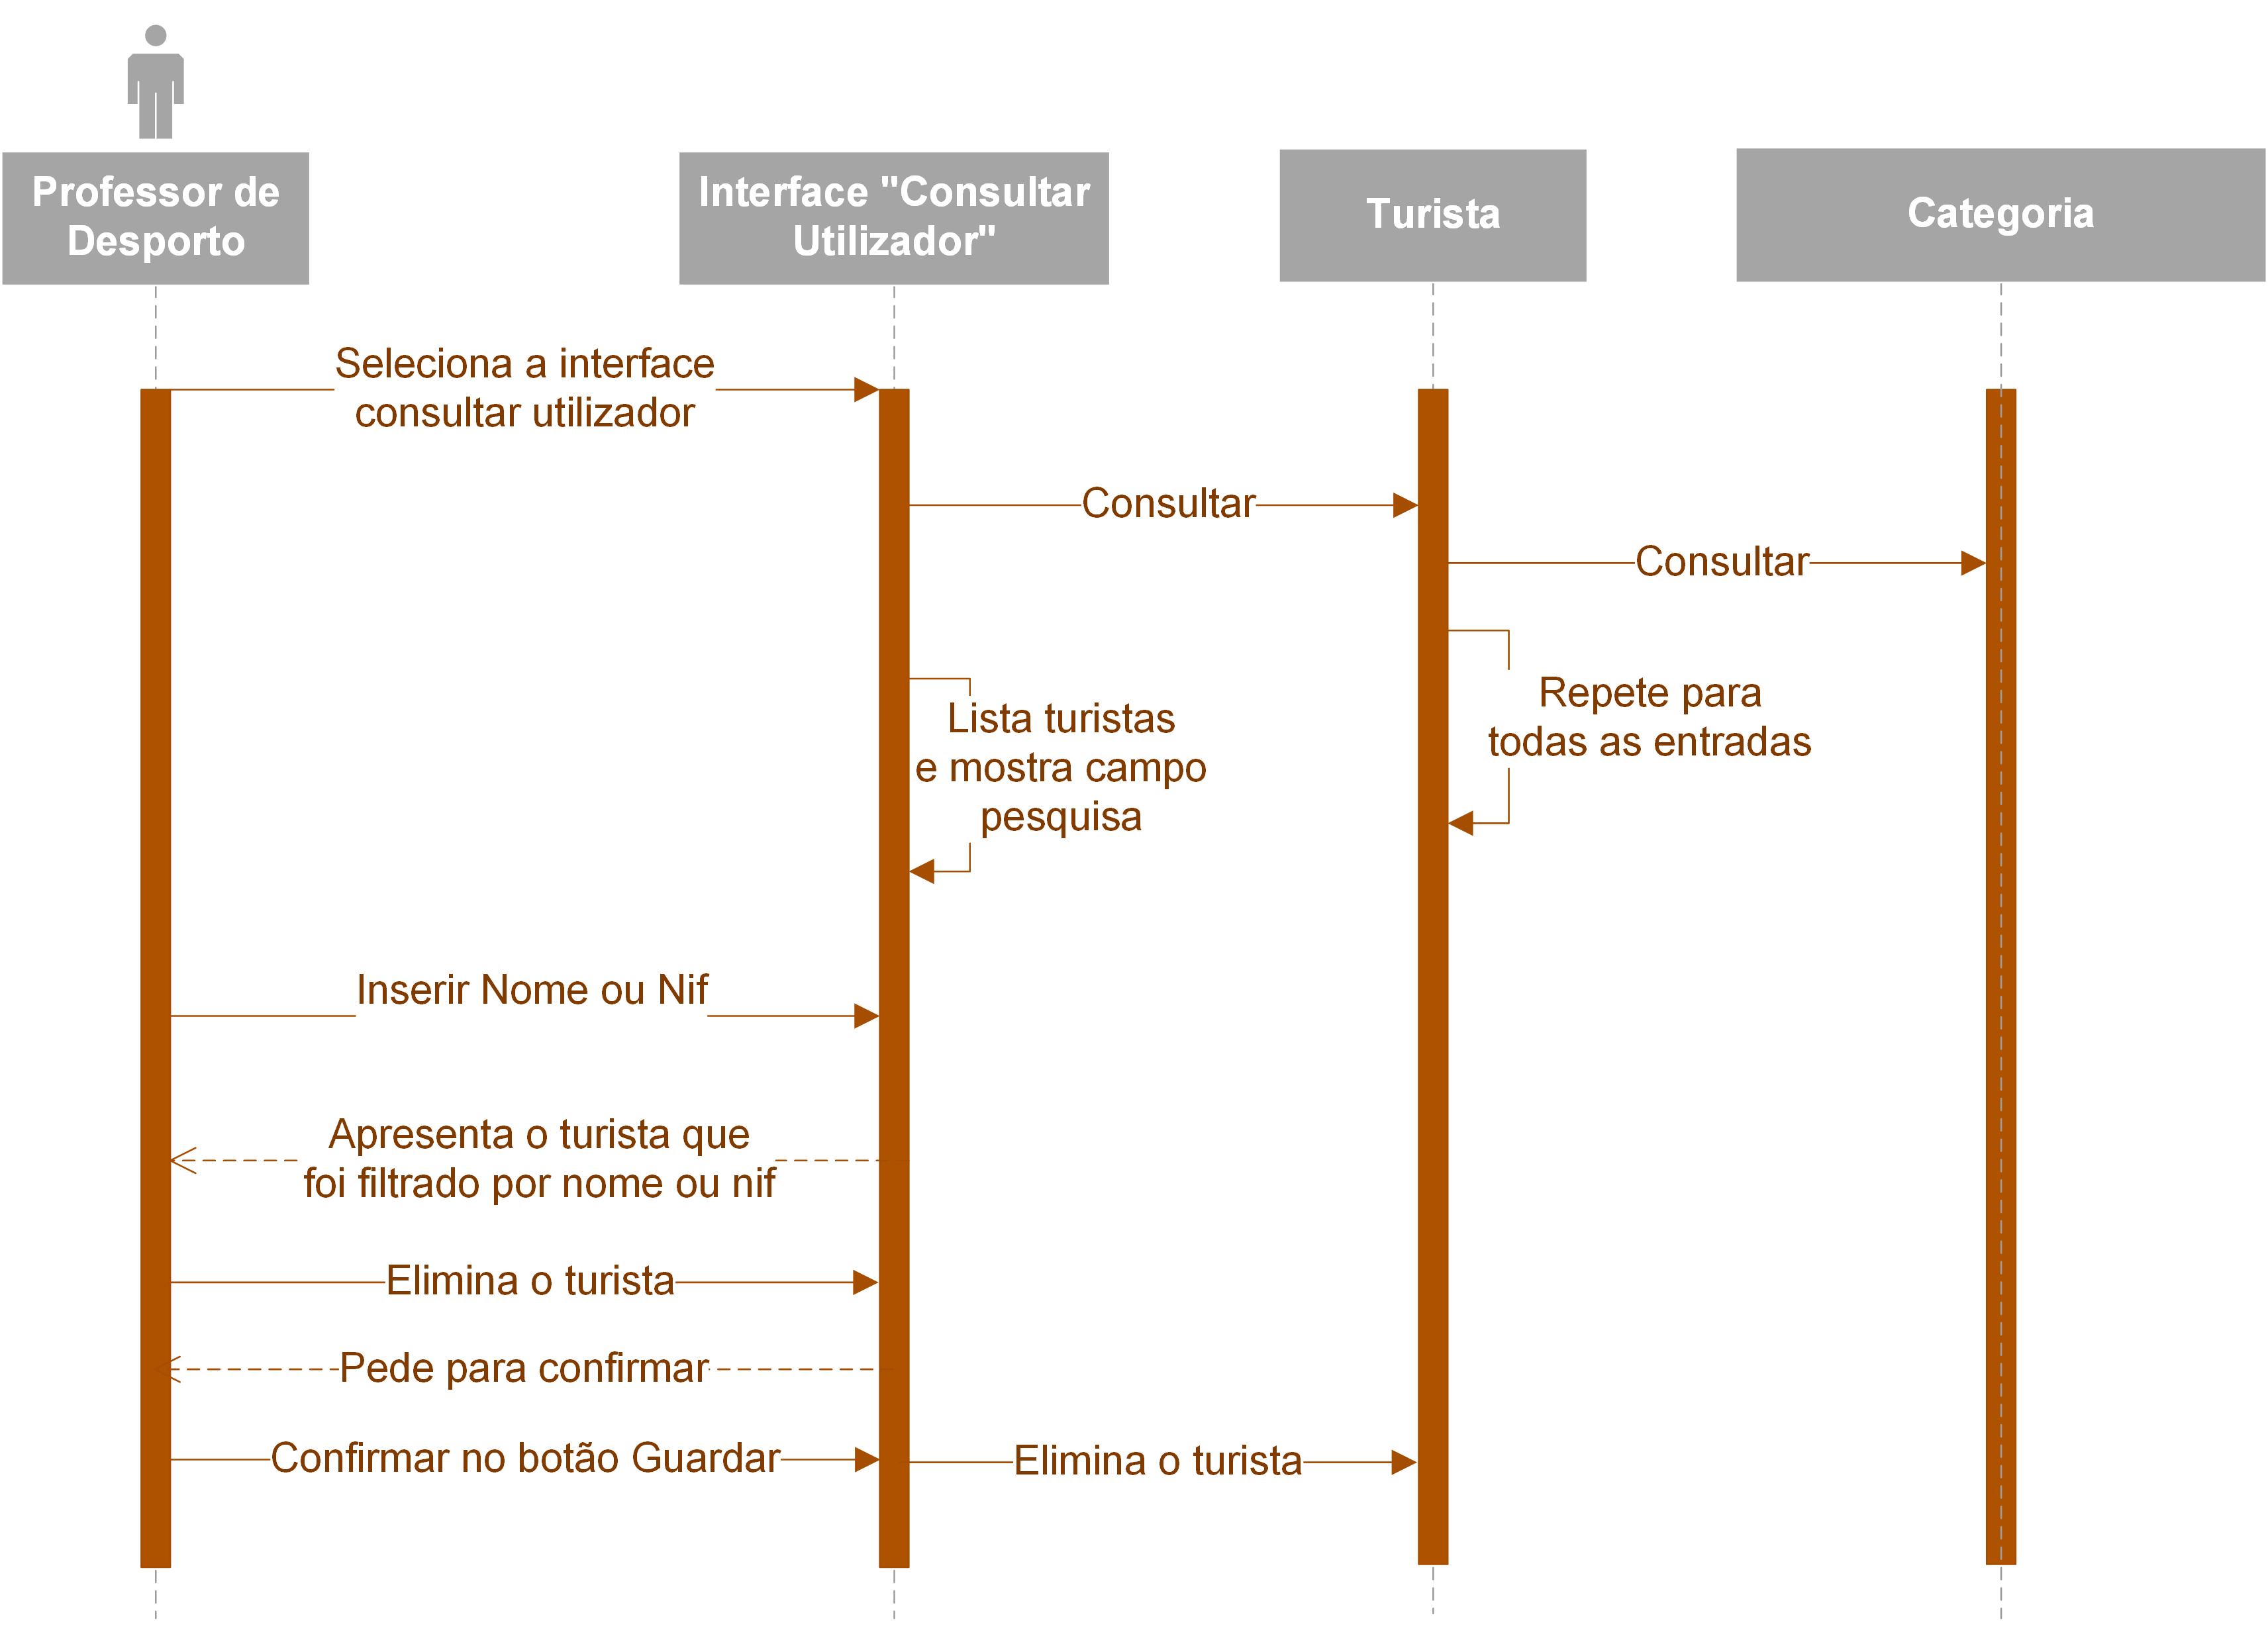 Professor de
Desporto
Interface "Consultar
Utilizador"
Turista
Categoria
Seleciona a interface
consultar utilizador
Consultar
Consultar
Repete para
todas as entradas
Lista turistas
e mostra campo
pesquisa
Inserir Nome ou Nif
Apresenta o turista que
foi filtrado por nome ou nif
Elimina o turista
Pede para confirmar
Confirmar no botão Guardar
Elimina o turista